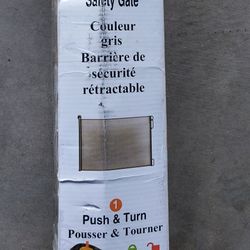 Safety Gate
Couleur
gris
Barrière de
sécurité
rétractable
1
Push & Turn
Pousser & Tourner